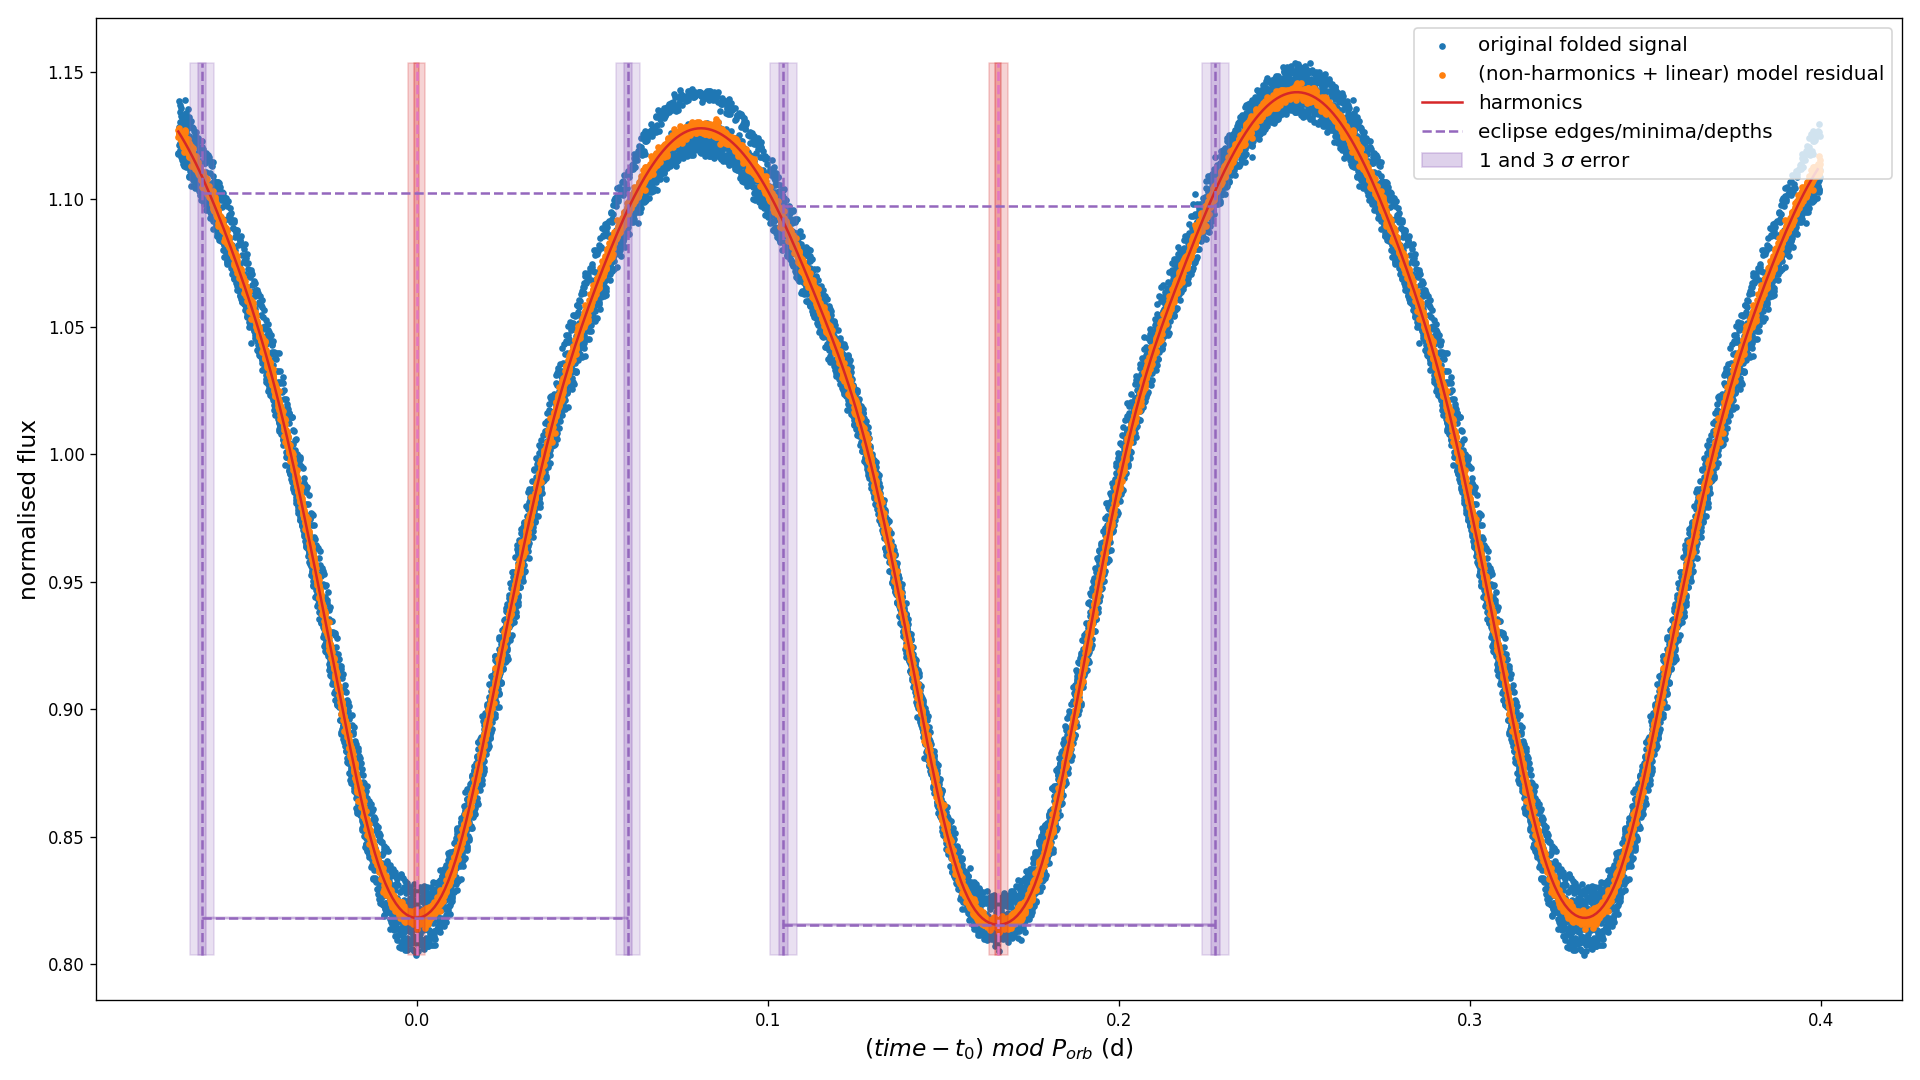 original folded signal
(non-harmonics + linear) model residual
harmonics
eclipse edges/minima/depths
1 and 3 σ error
normalised flux
1.15
1.10
1.05
1.00
0.95
0.90
0.85
0.80
0.0
0.1
0.2
0.3
0.4
(time − t₀) mod P_orb (d)